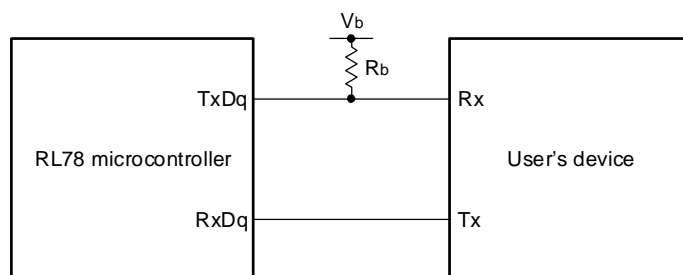 Vb
Rb
TxDq
Rx
RL78 microcontroller
User's device
RxDq
Tx